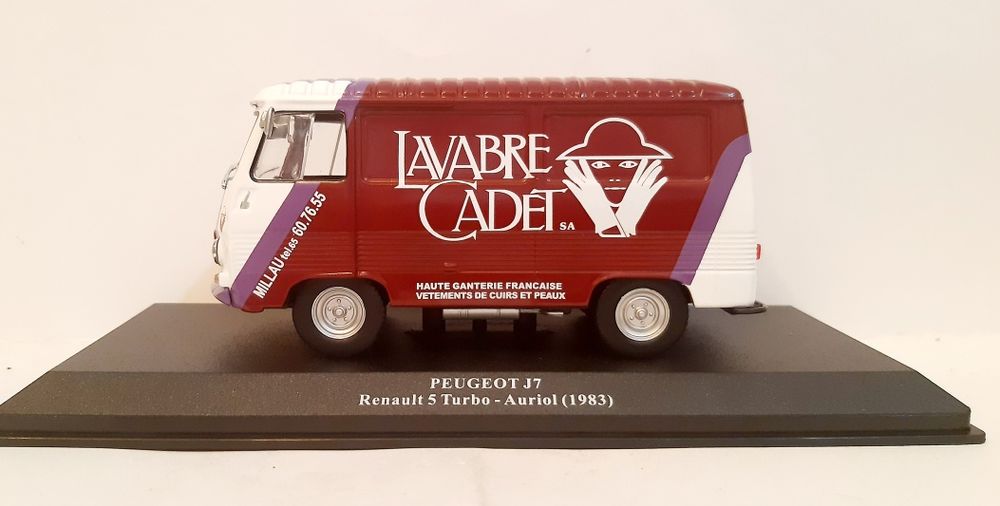 LAVABRE
CADET SA
MILLAU tel.65 60.76.55
HAUTE GANTERIE FRANCAISE
VETEMENTS DE CUIRS ET PEAUX
PEUGEOT J7
Renault 5 Turbo - Auriol (1983)